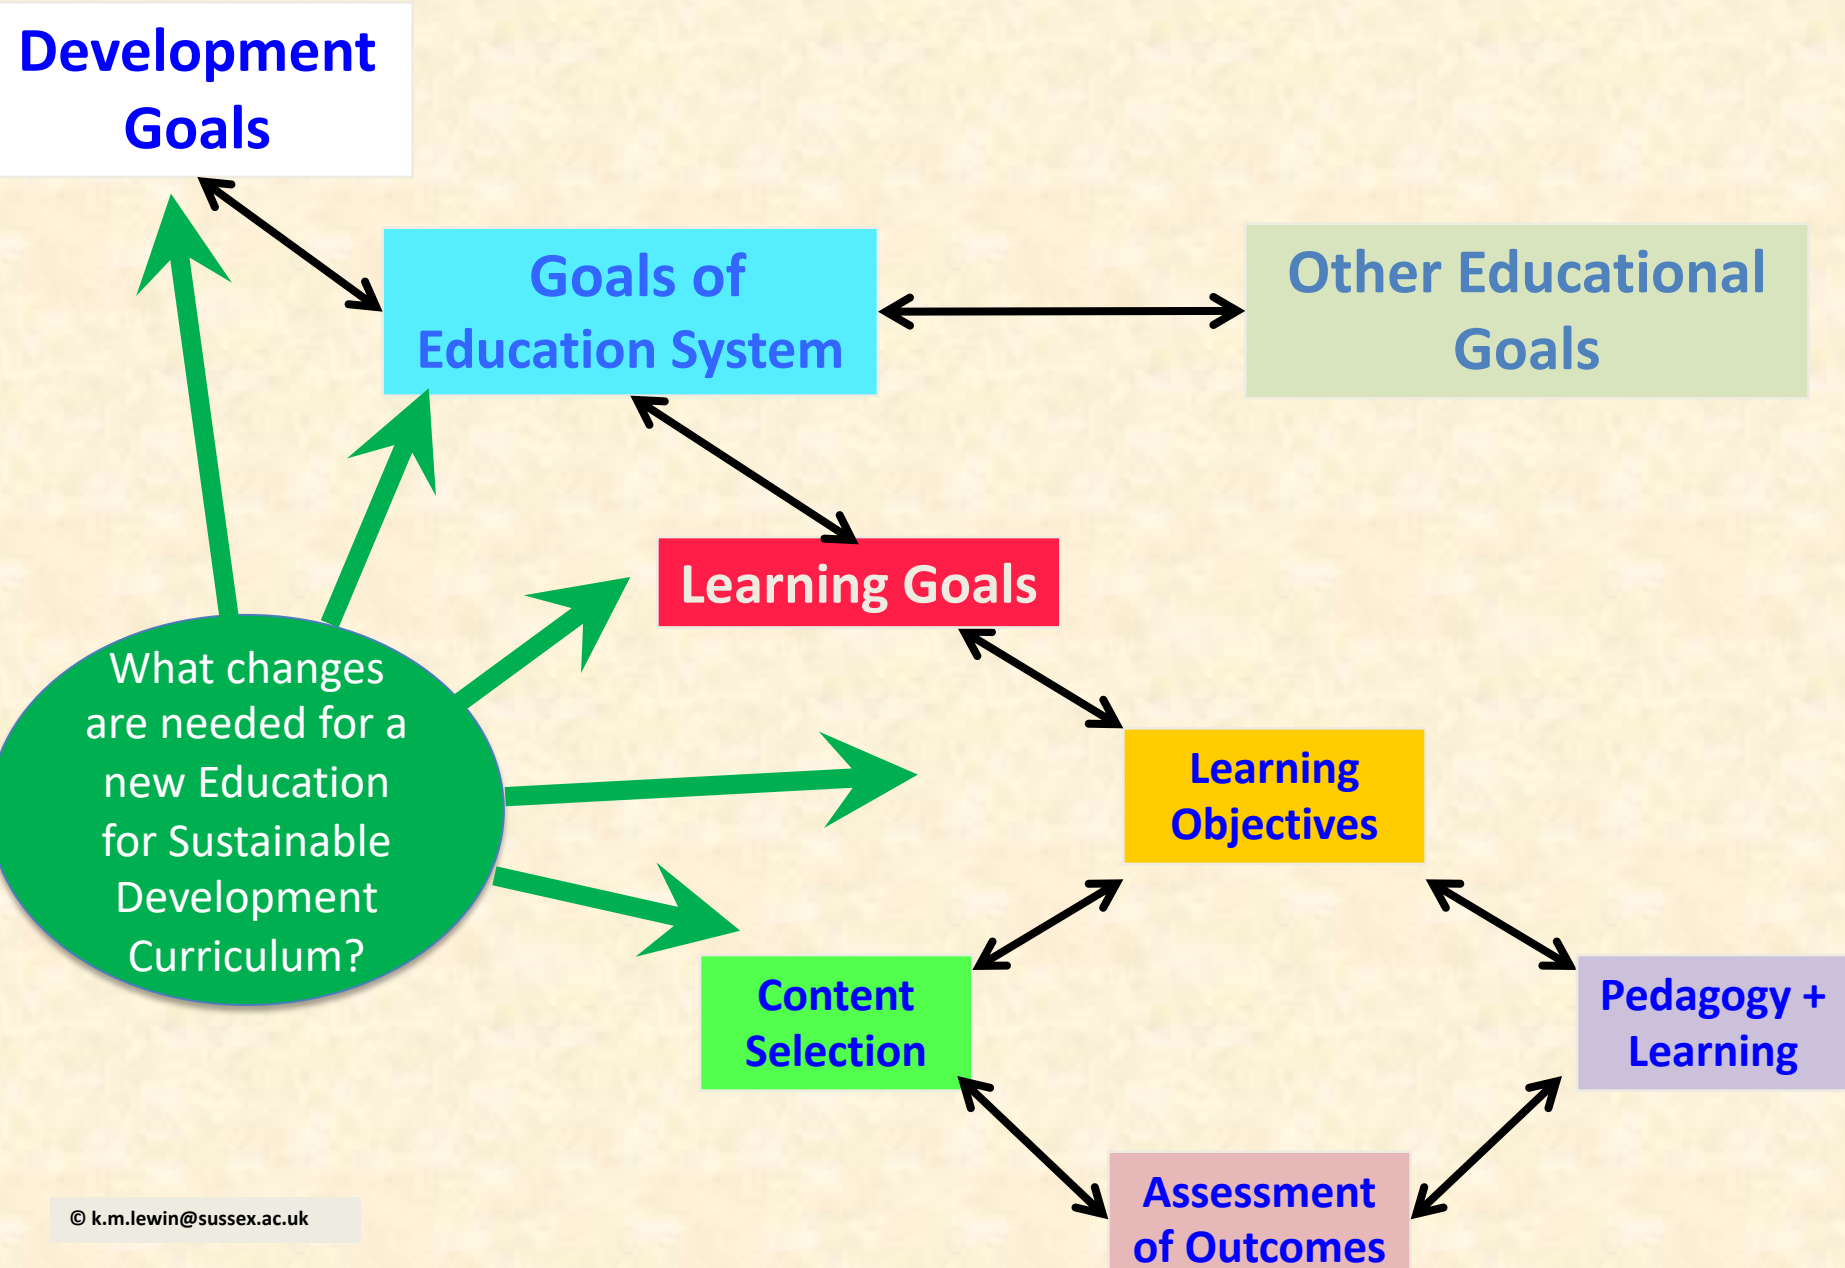 Development
Goals
Goals of
Education System
Other Educational
Goals
Learning Goals
What changes
are needed for a
new Education
for Sustainable
Development
Curriculum?
Learning
Objectives
Content
Selection
Pedagogy +
Learning
Assessment
of Outcomes
© k.m.lewin@sussex.ac.uk